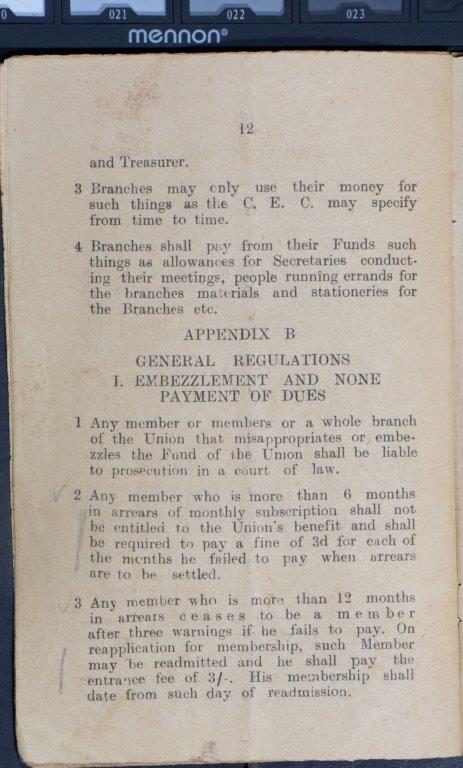 021
022
023
mennon®
12
and Treasurer.
3 Branches may only use their money for
such things as the C. E. C. may specify
from time to time.
4 Branches shall pay from their Funds such
things as allowances for Secretaries conduct-
ing their meetings, people running errands for
the branches materials and stationeries for
the Branches etc.
APPENDIX B
GENERAL REGULATIONS
I. EMBEZZLEMENT AND NONE
PAYMENT OF DUES
1 Any member or members or a whole branch
of the Union that misappropriates or embe-
zzles the Fund of the Union shall be liable
to prosecution in a court of law.
2 Any member who is more than 6 months
in arrears of monthly subscription shall not
be entitled to the Union's benefit and shall
be required to pay a fine of 3d for each of
the months he failed to pay when arrears
are to be settled.
3 Any member who is more than 12 months
in arrears ceases to be a member
after three warnings if he fails to pay. On
reapplication for membership, such Member
may be readmitted and he shall pay the
entrance fee of 3/-. His membership shall
date from such day of readmission.